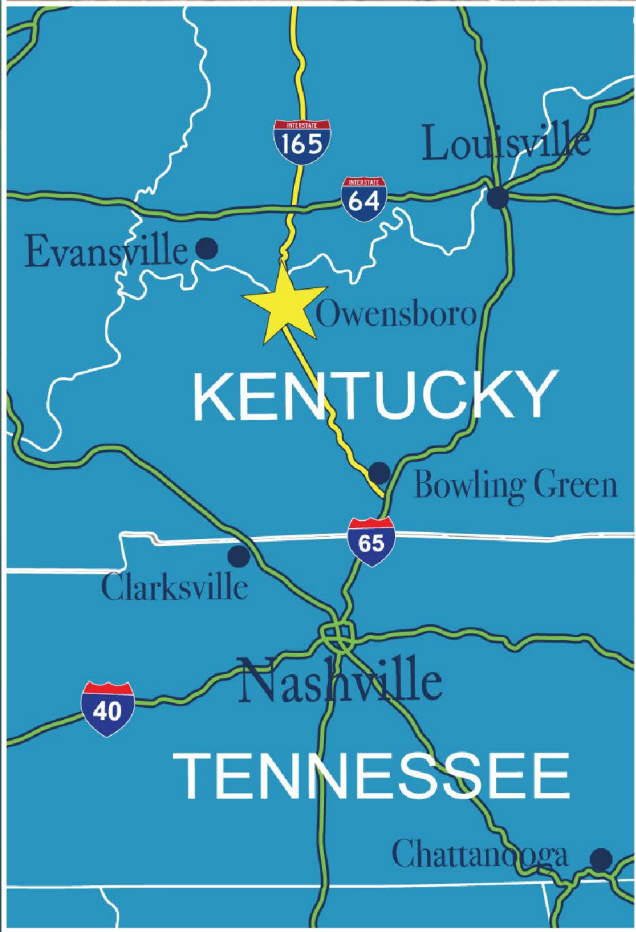 INTERSTATE
165
Louisville
INTERSTATE
64
Evansville
Owensboro
KENTUCKY
Bowling Green
65
Clarksville
Nashville
40
TENNESSEE
Chattanooga